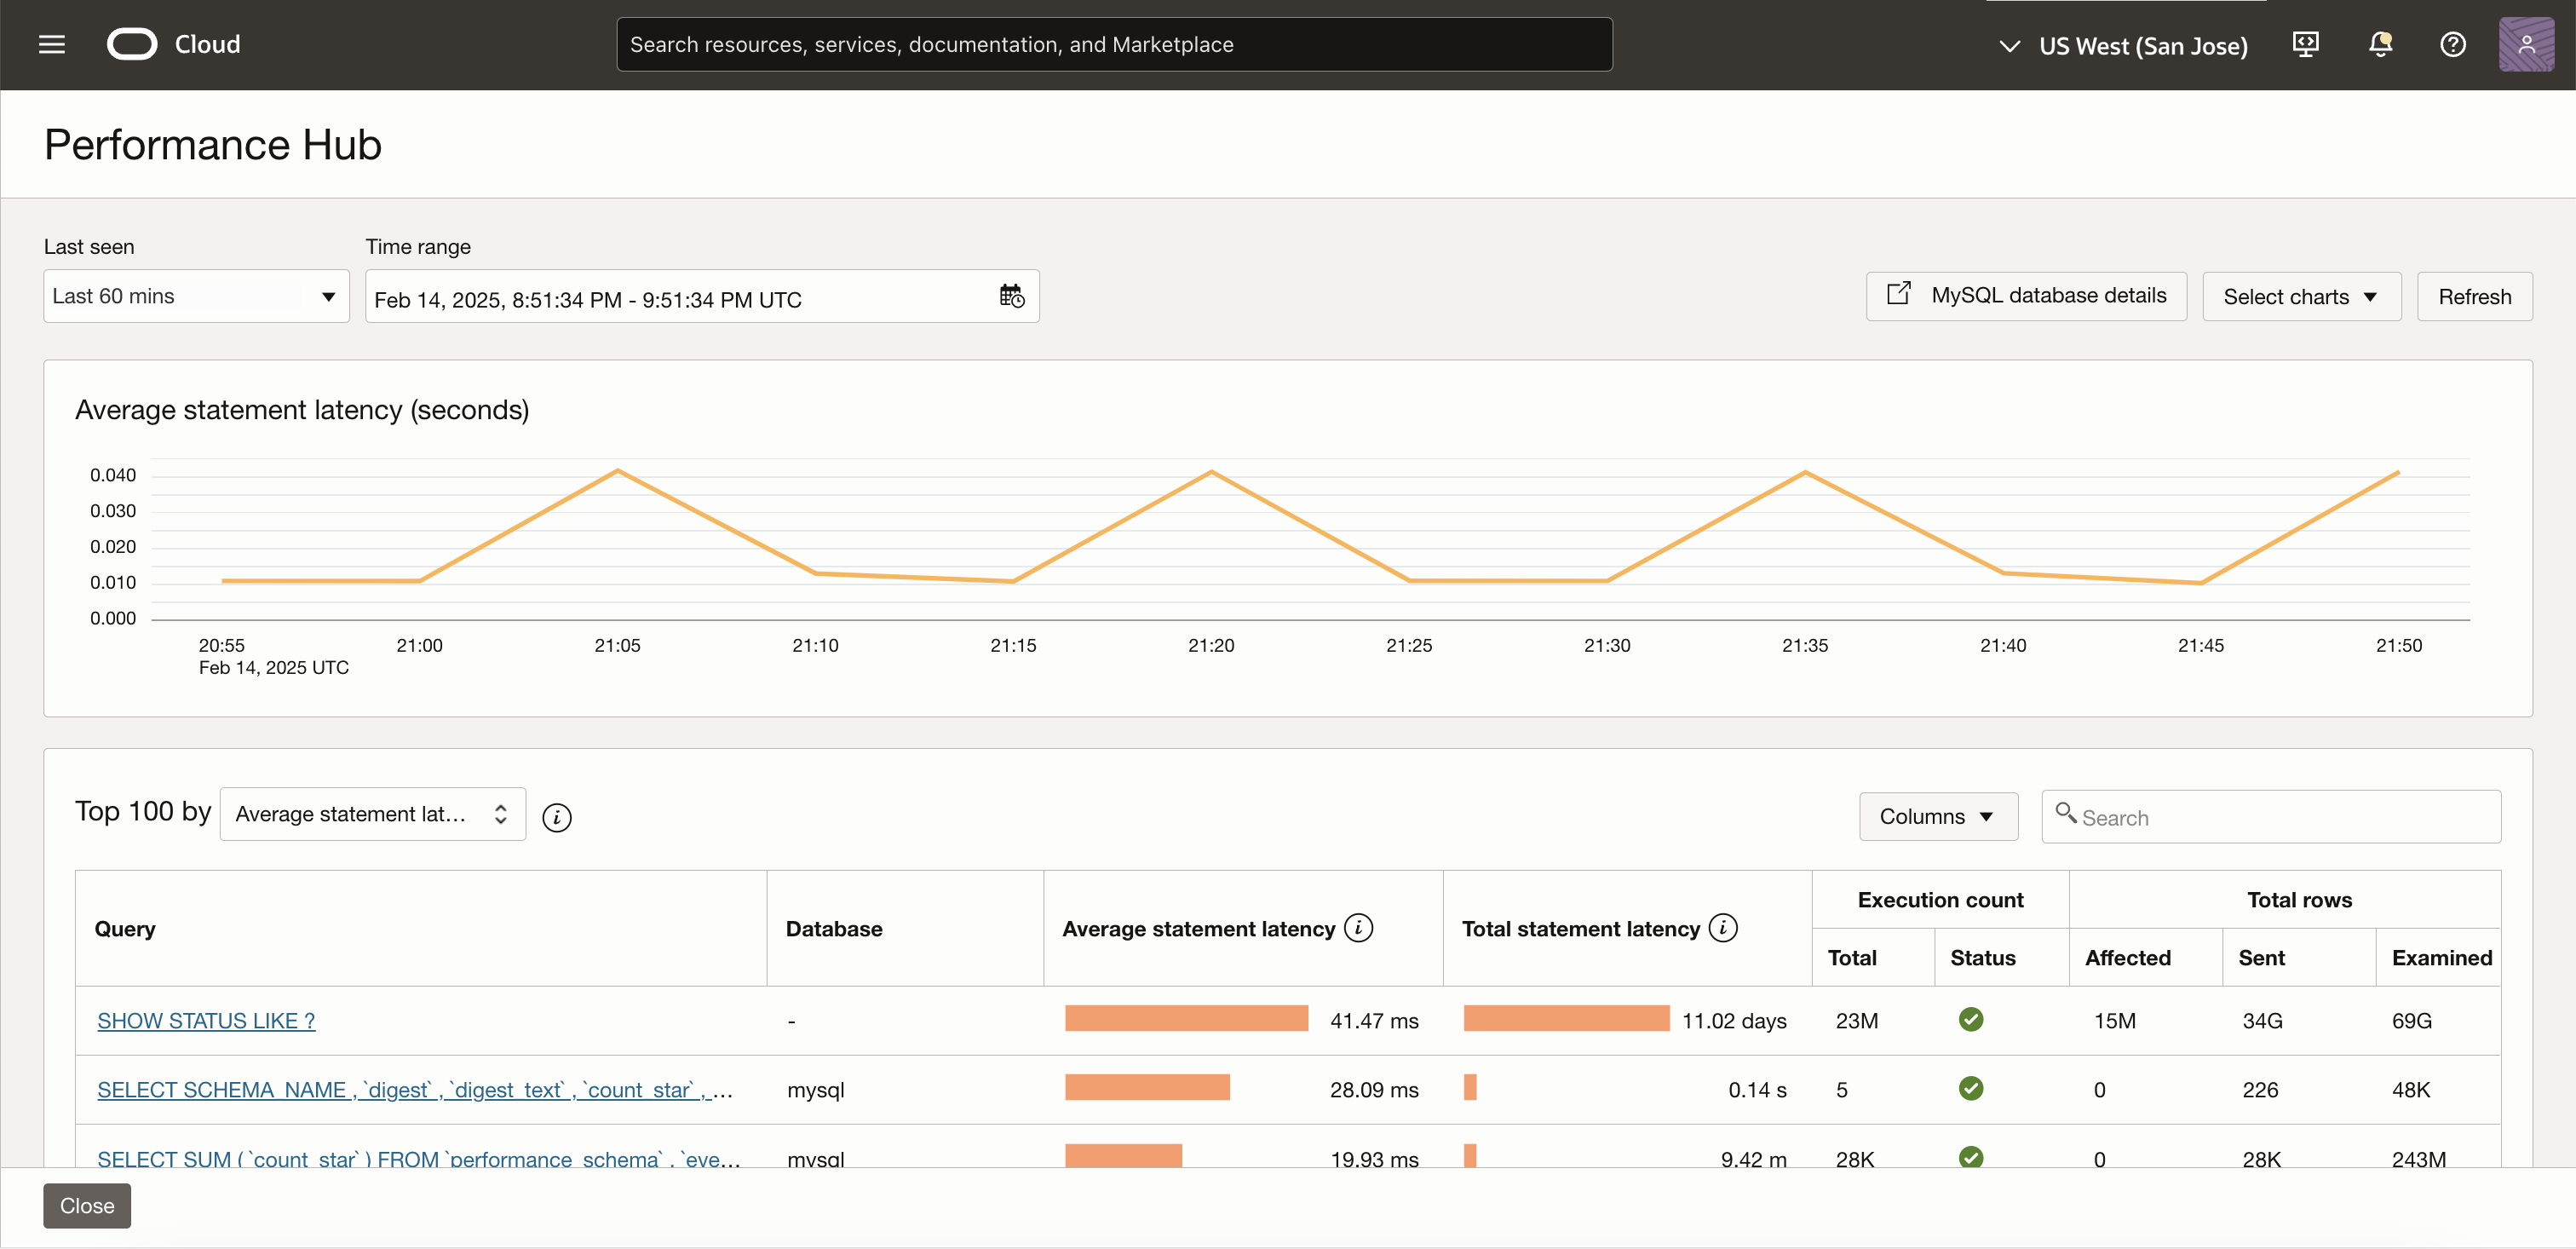 Cloud
Search resources, services, documentation, and Marketplace
US West (San Jose)
Performance Hub
Last seen
Time range
Last 60 mins
Feb 14, 2025, 8:51:34 PM - 9:51:34 PM UTC
MySQL database details
Select charts
Refresh
Average statement latency (seconds)
0.040
0.030
0.020
0.010
0.000
20:55 21:00 21:05 21:10 21:15 21:20 21:25 21:30 21:35 21:40 21:45 21:50
Feb 14, 2025 UTC
Top 100 by
Average statement lat...
Columns
Search
Query Database Average statement latency Total statement latency Execution count Total rows
Total Status Affected Sent Examined
SHOW STATUS LIKE ? - 41.47 ms 11.02 days 23M 15M 34G 69G
SELECT SCHEMA_NAME , `digest` , `digest_text` , `count_star` , ... mysql 28.09 ms 0.14 s 5 0 226 48K
SELECT SUM ( `count_star` ) FROM `performance_schema` . `eve... mysql 19.93 ms 9.42 m 28K 0 28K 243M
Close